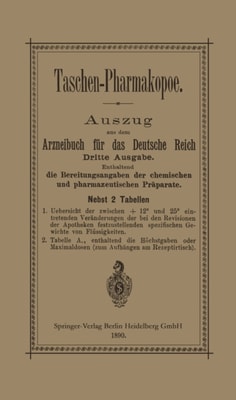 Taschen-Pharmakopoe.
Auszug
aus dem
Arzneibuch für das Deutsche Reich
Dritte Ausgabe.
Enthaltend
die Bereitungsangaben der chemischen
und pharmazeutischen Präparate.
Nebst 2 Tabellen
1. Uebersicht der zwischen + 12° und 25° ein-
tretenden Veränderungen der bei den Revisionen
der Apotheken festzustellenden spezifischen Ge-
wichte von Flüssigkeiten.
2. Tabelle A., enthaltend die Höchstgaben oder
Maximaldosen (zum Aufhängen am Rezeptirtisch).
Springer-Verlag Berlin Heidelberg GmbH
1890.